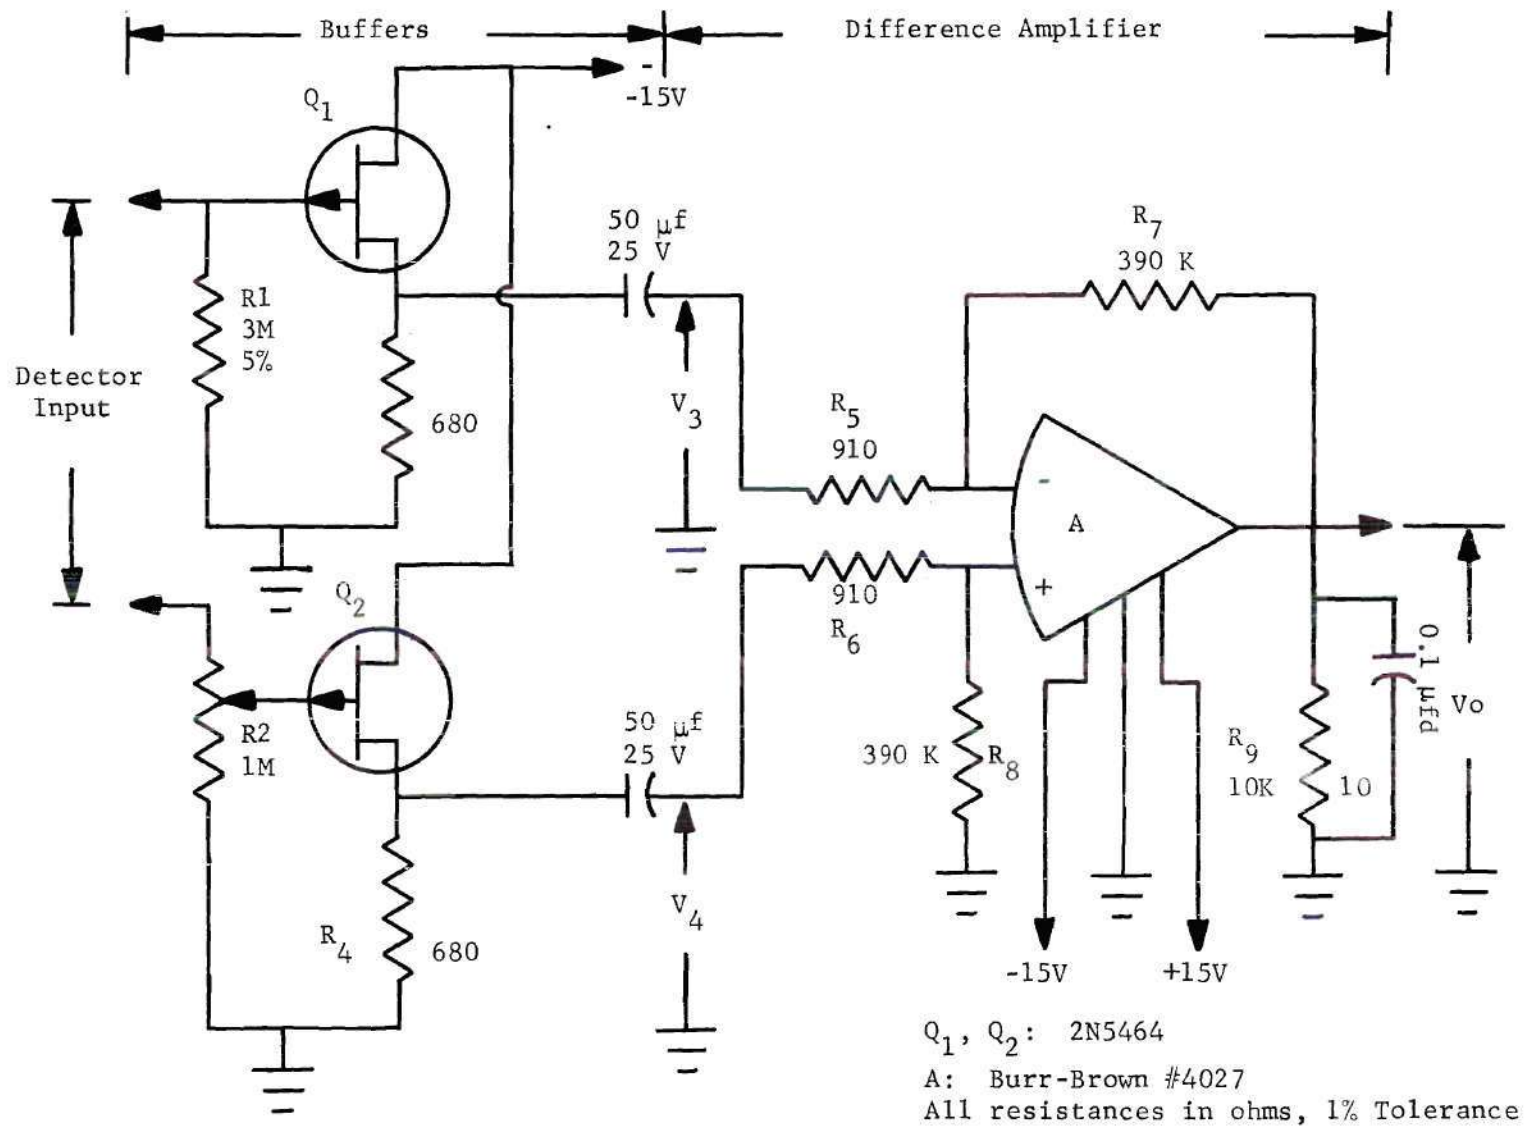 Buffers
Difference Amplifier
-
-15V
Q1
50 µf
25 V
R7
390 K
R1
3M
5%
Detector
Input
680
V3
R5
910
-
A
+
910
R6
Q2
R2
1M
50 µf
25 V
390 K
R8
R9
10K
10
0.1 µfd
Vo
V4
R4
680
-15V
+15V
Q1, Q2: 2N5464
A: Burr-Brown #4027
All resistances in ohms, 1% Tolerance